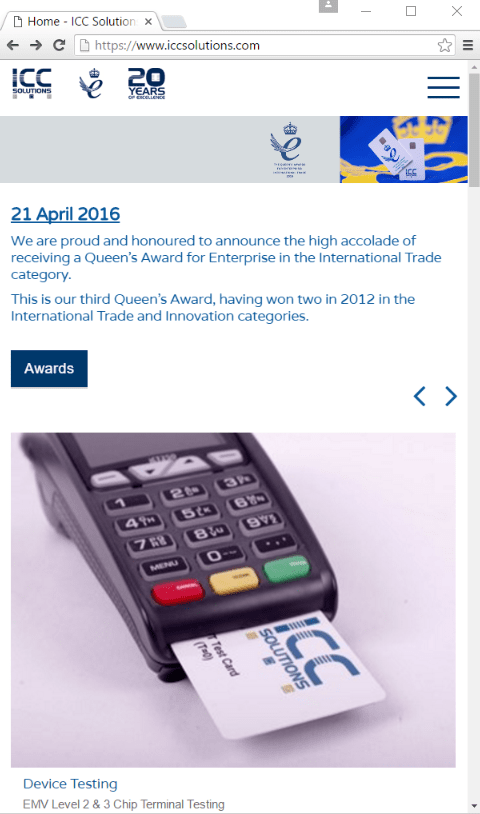 Home - ICC Solution
https://www.iccsolutions.com
ICC
SOLUTIONS
20
YEARS
OF EXCELLENCE
ICC
21 April 2016
We are proud and honoured to announce the high accolade of
receiving a Queen's Award for Enterprise in the International Trade
category.
This is our third Queen's Award, having won two in 2012 in the
International Trade and Innovation categories.
Awards
1
2
3
4
5
6
7
8
9
MENU
0
ICC
SOLUTIONS
Test Card
(T=0)
Device Testing
EMV Level 2 & 3 Chip Terminal Testing